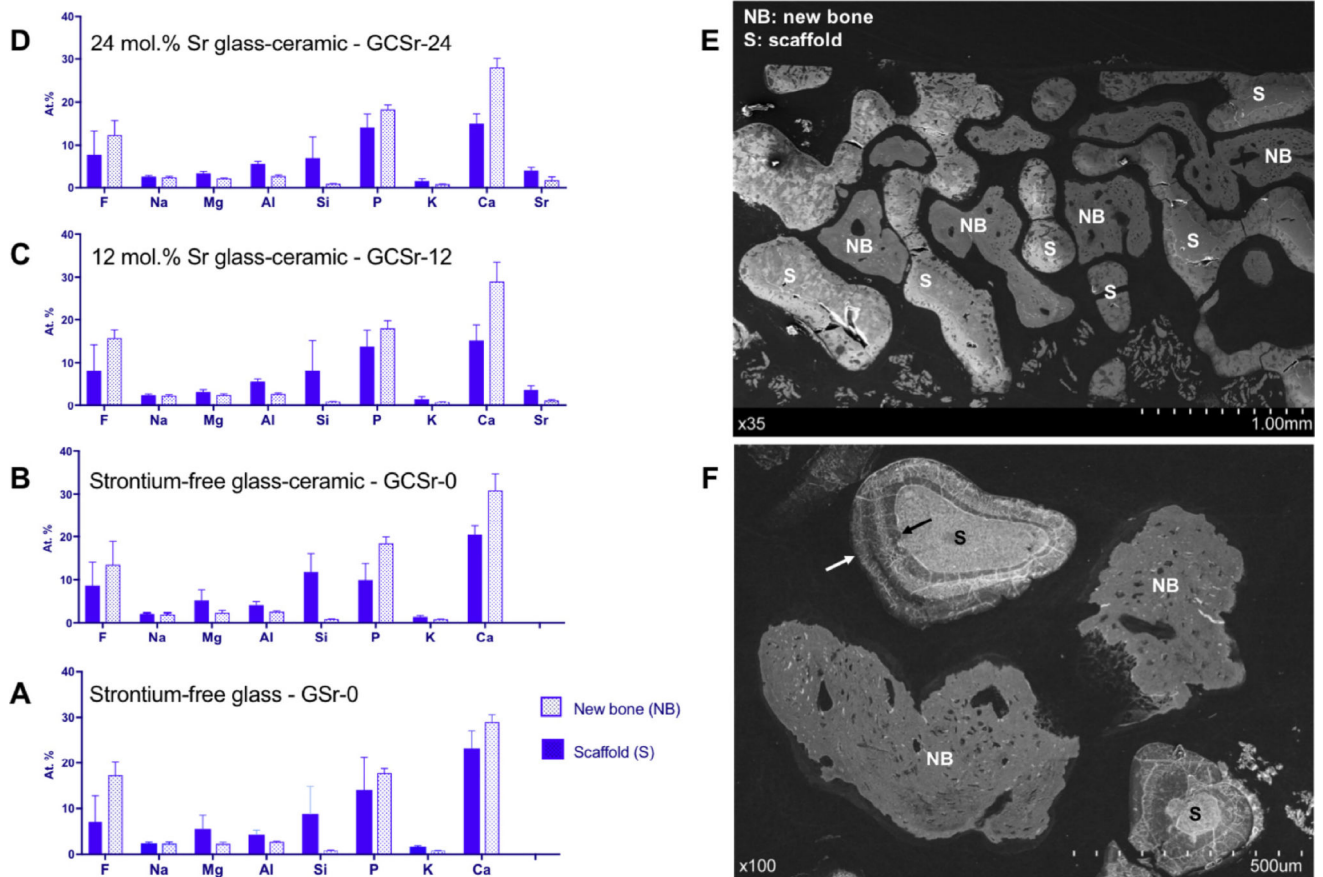 D
24 mol.% Sr glass-ceramic - GCSr-24
At.%
40
30
20
10
0
F Na Mg Al Si P K Ca Sr
C
12 mol.% Sr glass-ceramic - GCSr-12
At.%
40
30
20
10
0
F Na Mg Al Si P K Ca Sr
B
Strontium-free glass-ceramic - GCSr-0
At. %
40
30
20
10
0
F Na Mg Al Si P K Ca
A
Strontium-free glass - GSr-0
At. %
40
30
20
10
0
F Na Mg Al Si P K Ca
New bone (NB)
Scaffold (S)
E
NB: new bone
S: scaffold
S
NB
NB
NB
NB
S
S
S
S
S
x35
1.00mm
F
S
NB
NB
S
x100
500um